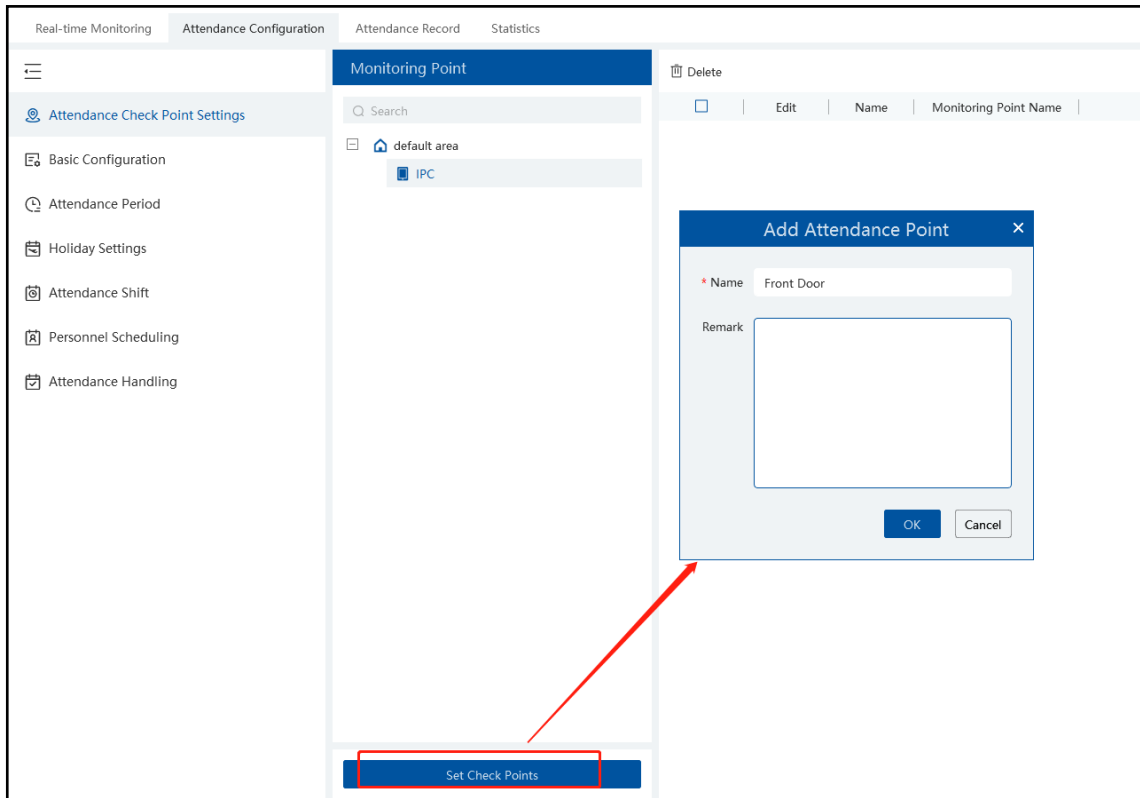 Real-time Monitoring Attendance Configuration Attendance Record Statistics
Attendance Check Point Settings
Basic Configuration
Attendance Period
Holiday Settings
Attendance Shift
Personnel Scheduling
Attendance Handling
Monitoring Point
Search
default area
IPC
Set Check Points
Delete
Edit Name Monitoring Point Name
Add Attendance Point
* Name Front Door
Remark
OK Cancel